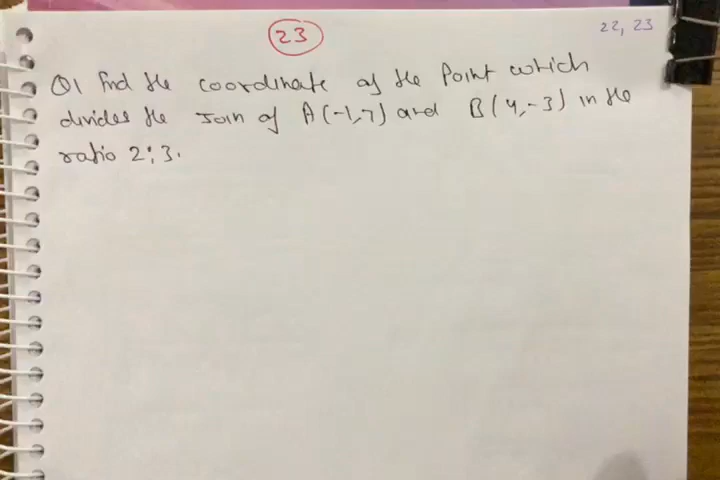 23
22, 23
Q1 Find the coordinate of the Point which
divides the Join of A(-1,7) and B(4,-3) in the
ratio 2:3.